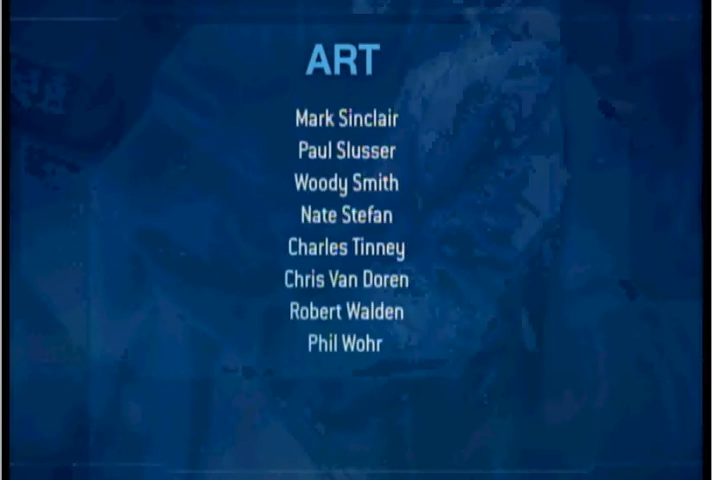 ART
Mark Sinclair
Paul Slusser
Woody Smith
Nate Stefan
Charles Tinney
Chris Van Doren
Robert Walden
Phil Wohr